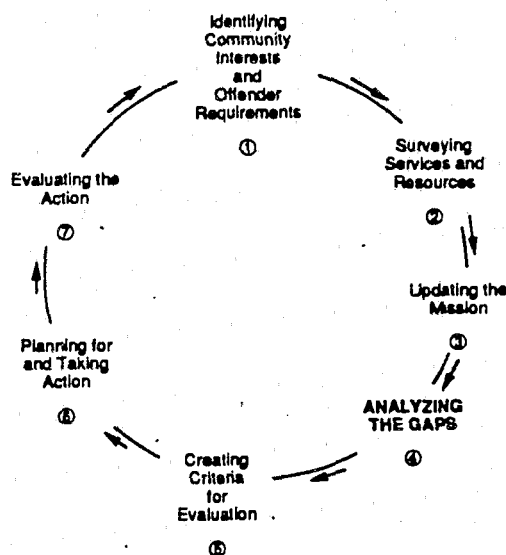 Identifying
Community
Interests
and
Offender
Requirements
①
Surveying
Services and
Resources
②
Updating the
Mission
③
ANALYZING
THE GAPS
④
Creating
Criteria
for
Evaluation
⑤
Planning for
and Taking
Action
⑥
Evaluating the
Action
⑦